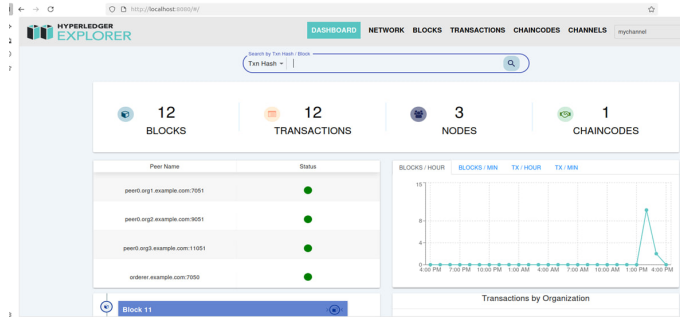 http://localhost:8080/#/
HYPERLEDGER
EXPLORER
DASHBOARD NETWORK BLOCKS TRANSACTIONS CHAINCODES CHANNELS mychannel
Search by Txn Hash / Block
Txn Hash
12
BLOCKS
12
TRANSACTIONS
3
NODES
1
CHAINCODES
Peer Name Status
peer0.org1.example.com:7051
peer0.org2.example.com:9051
peer0.org3.example.com:11051
orderer.example.com:7050
Block 11
BLOCKS / HOUR BLOCKS / MIN TX / HOUR TX / MIN
15
8
4
0
4:00 PM 7:00 PM 10:00 PM 1:00 AM 4:00 AM 7:00 AM 10:00 AM 1:00 PM 4:00 PM
Transactions by Organization